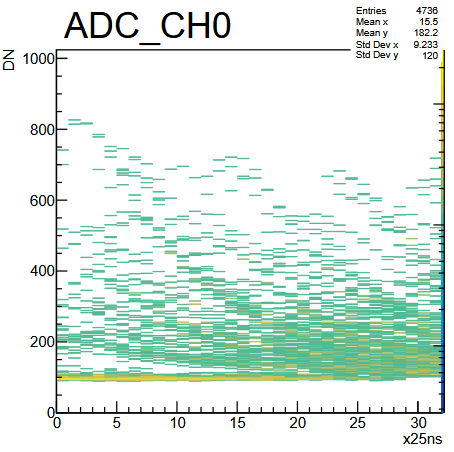 ADC_CH0
Entries 4736
Mean x 15.5
Mean y 182.2
Std Dev x 9.233
Std Dev y 120
DN
1000
800
600
400
200
0
0 5 10 15 20 25 30
x25ns